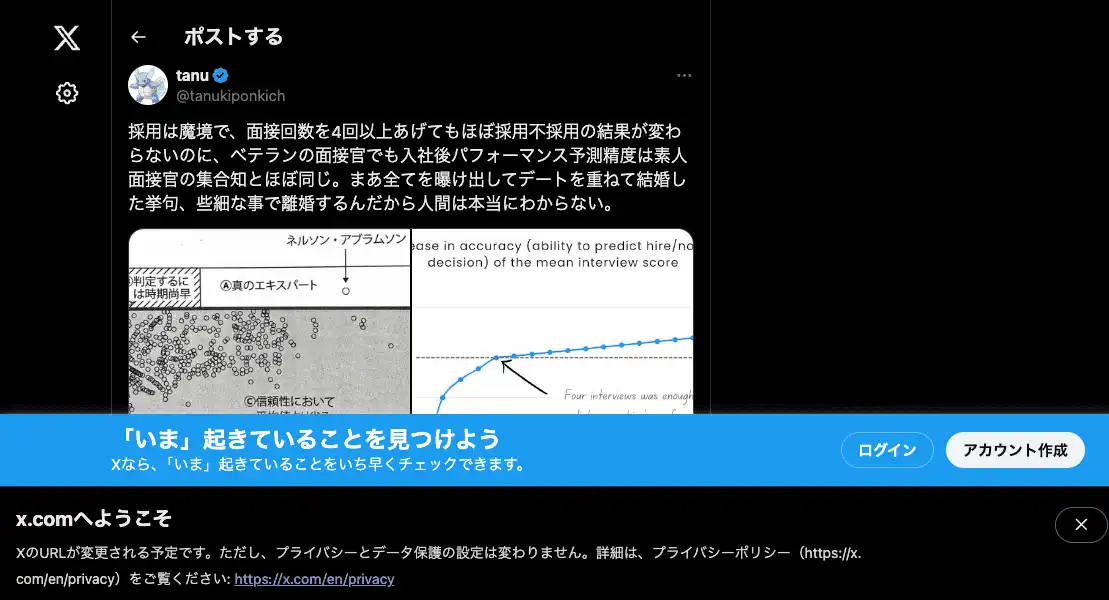 ポストする
tanu
@tanukiponkich
採用は魔境で、面接回数を4回以上あげてもほぼ採用不採用の結果が変わ
らないのに、ベテランの面接官でも入社後パフォーマンス予測精度は素人
面接官の集合知とほぼ同じ。まあ全てを曝け出してデートを重ねて結婚し
た挙句、些細な事で離婚するんだから人間は本当にわからない。
ネルソン・アブラムソン
判定するに
は時期尚早
Ⓐ真のエキスパート
Ⓒ信頼性において
ease in accuracy (ability to predict hire/no
decision) of the mean interview score
Four interviews was enough
「いま」起きていることを見つけよう
Xなら、「いま」起きていることをいち早くチェックできます。
ログイン
アカウント作成
x.comへようこそ
XのURLが変更される予定です。ただし、プライバシーとデータ保護の設定は変わりません。詳細は、プライバシーポリシー（https://x.
com/en/privacy）をご覧ください: https://x.com/en/privacy